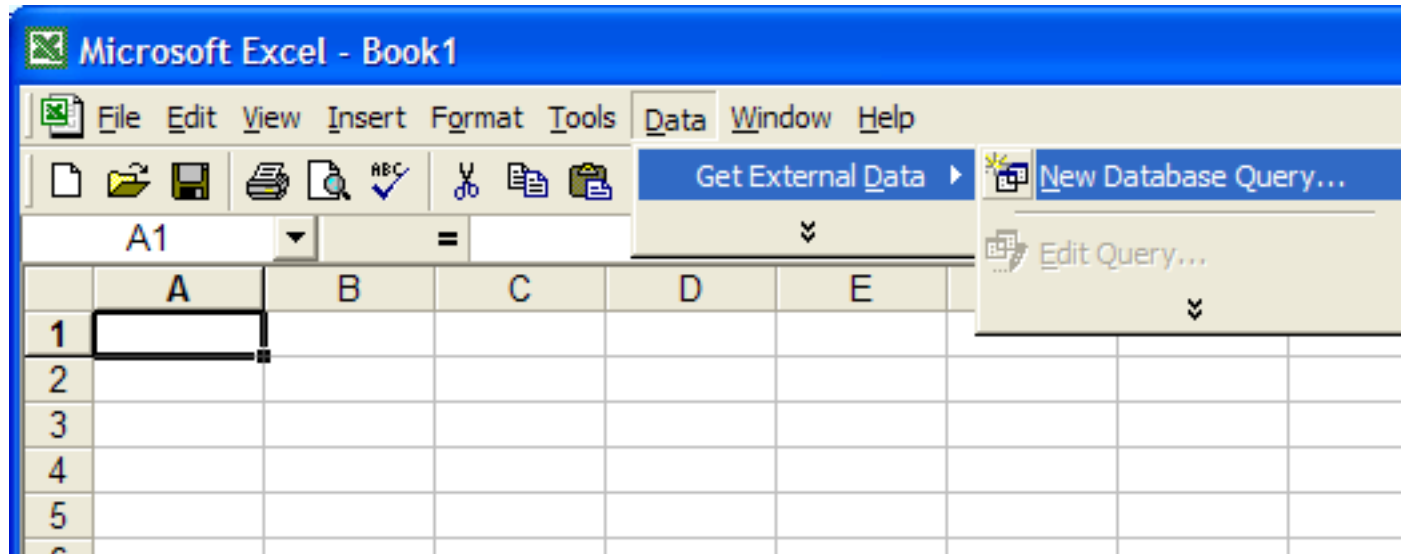 Microsoft Excel - Book1
File Edit View Insert Format Tools Data Window Help
ABC Get External Data New Database Query...
A1 =
Edit Query...
A B C D E
1
2
3
4
5